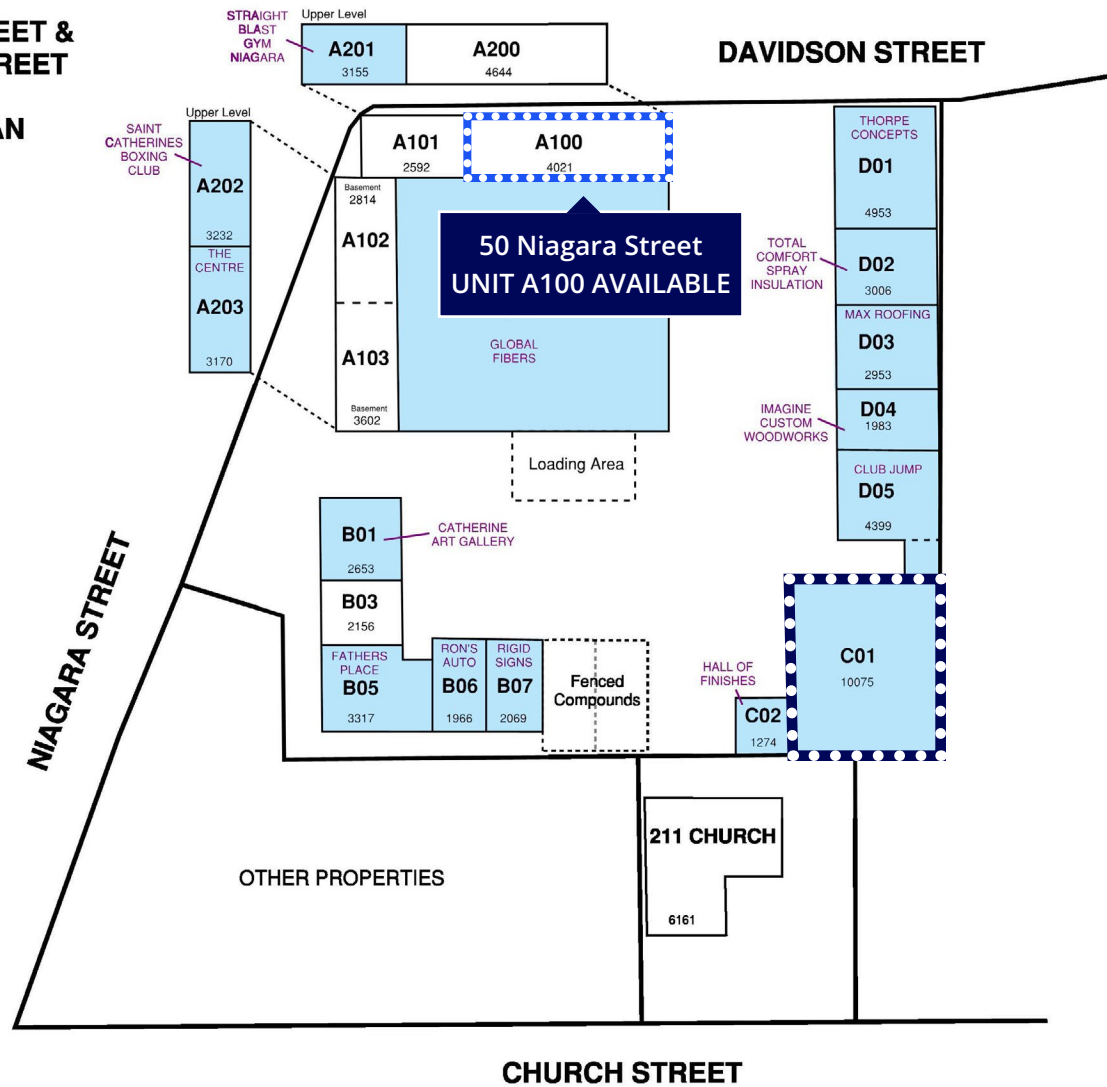 EET &
REET
AN
STRAIGHT
BLAST
GYM
NIAGARA
Upper Level
A201
3155
A200
4644
DAVIDSON STREET
SAINT
CATHERINES
BOXING
CLUB
Upper Level
A202
3232
THE
CENTRE
A203
3170
A101
2592
A100
4021
Basement
2814
A102
A103
Basement
3602
50 Niagara Street
UNIT A100 AVAILABLE
GLOBAL
FIBERS
Loading Area
THORPE
CONCEPTS
D01
4953
TOTAL
COMFORT
SPRAY
INSULATION
D02
3006
MAX ROOFING
D03
2953
IMAGINE
CUSTOM
WOODWORKS
D04
1983
CLUB JUMP
D05
4399
B01
2653
CATHERINE
ART GALLERY
B03
2156
FATHERS
PLACE
B05
3317
RON'S
AUTO
B06
1966
RIGID
SIGNS
B07
2069
Fenced
Compounds
HALL OF
FINISHES
C02
1274
C01
10075
NIAGARA STREET
211 CHURCH
6161
OTHER PROPERTIES
CHURCH STREET